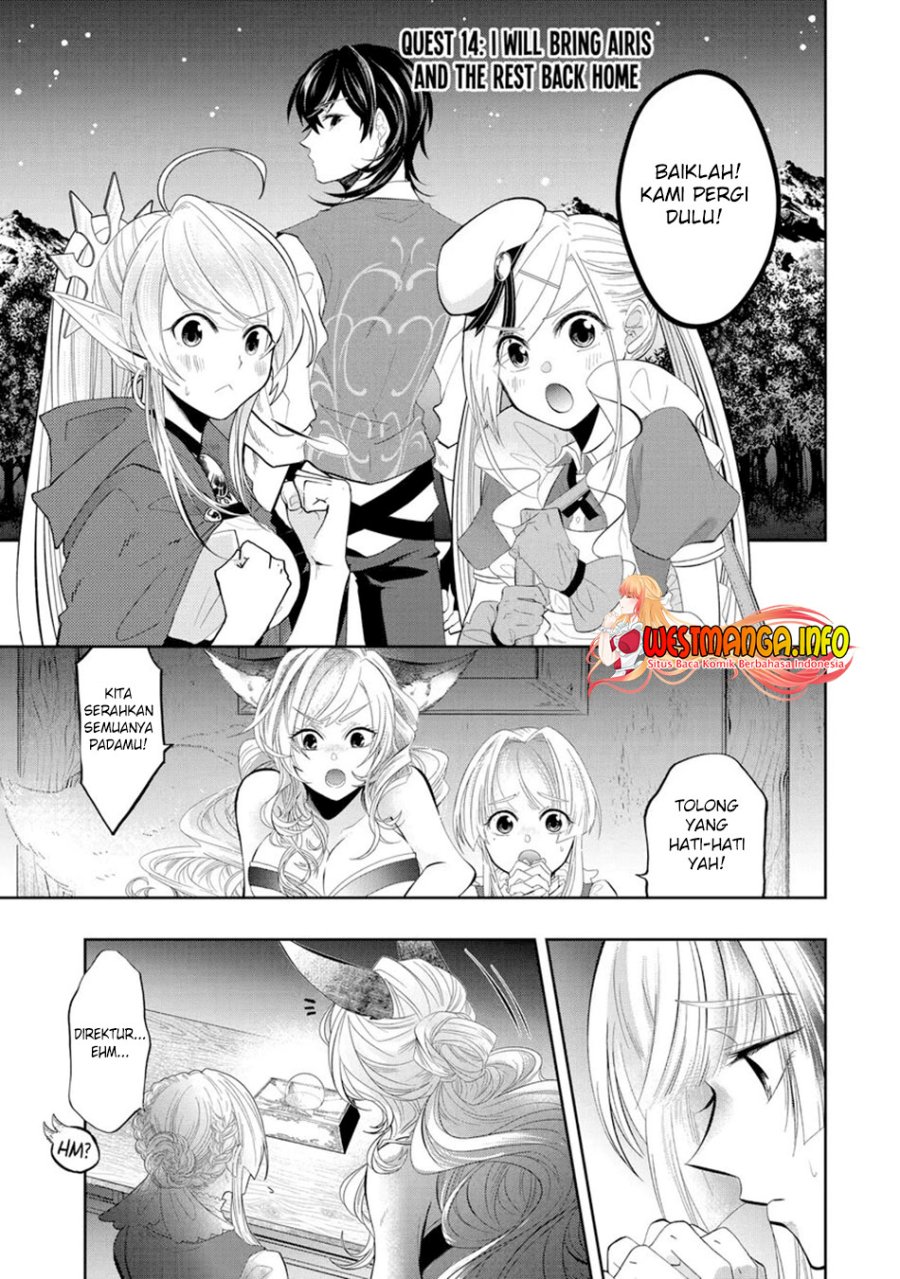 QUEST 14: I WILL BRING AIRIS
AND THE REST BACK HOME
BAIKLAH!
KAMI PERGI
DULU!
WESTMANGA.INFO
Situs Baca Komik Berbahasa Indonesia
KITA
SERAHKAN
SEMUANYA
PADAMU!
TOLONG
YANG
HATI-HATI
YAH!
DIREKTUR...
EHM...
HM?